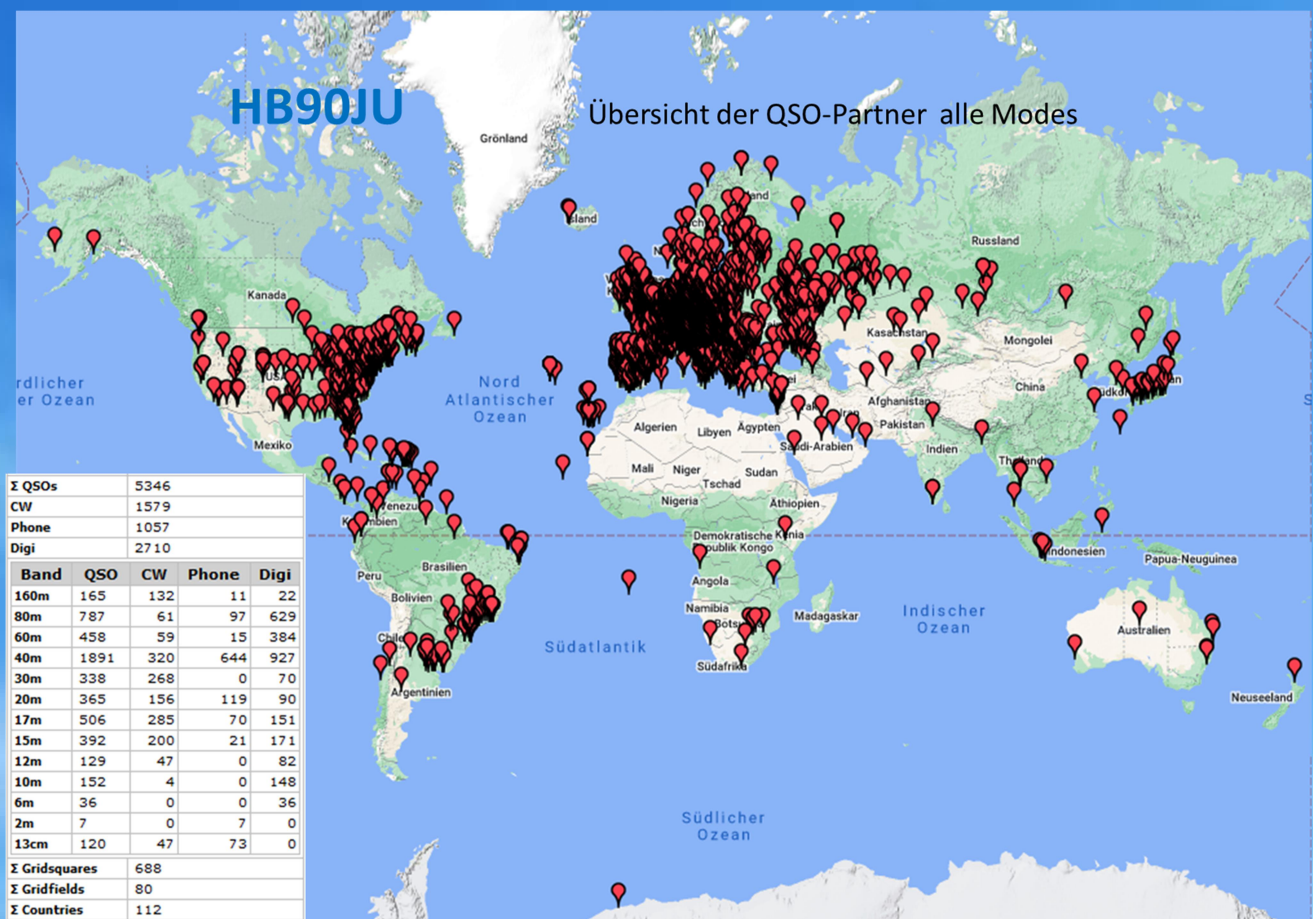 HB90JU
Übersicht der QSO-Partner alle Modes
Grönland
Island
Russland
Kanada
USA
Kasachstan
Mongolei
China
Nord
Atlantischer
Ozean
rdlicher
er Ozean
Mexiko
Algerien
Libyen
Ägypten
Afghanistan
Pakistan
Iran
Saudi-Arabien
Indien
Thailand
Mali
Niger
Sudan
Tschad
Nigeria
Äthiopien
Kenia
Demokratische
Republik Kongo
Venezu
Kolumbien
Indonesien
Papua-Neuguinea
Peru
Brasilien
Bolivien
Angola
Namibia
Botsu
Madagaskar
Indischer
Ozean
Australien
Chile
Südatlantik
Südafrika
Argentinien
Neuseeland
Südlicher
Ozean
Σ QSOs 5346
CW 1579
Phone 1057
Digi 2710
Band QSO CW Phone Digi
160m 165 132 11 22
80m 787 61 97 629
60m 458 59 15 384
40m 1891 320 644 927
30m 338 268 0 70
20m 365 156 119 90
17m 506 285 70 151
15m 392 200 21 171
12m 129 47 0 82
10m 152 4 0 148
6m 36 0 0 36
2m 7 0 7 0
13cm 120 47 73 0
Σ Gridsquares 688
Σ Gridfields 80
Σ Countries 112